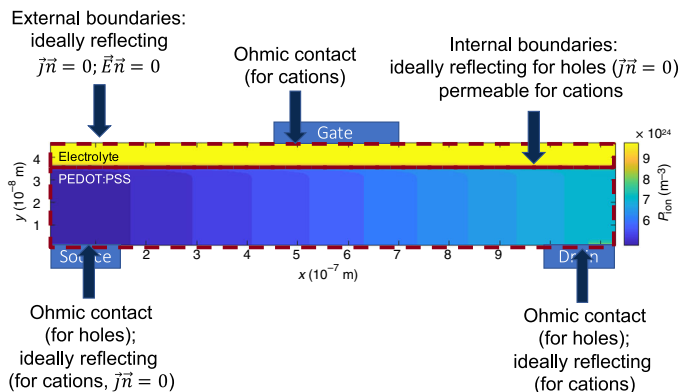 External boundaries:
ideally reflecting
j⃗n⃗ = 0; E⃗n⃗ = 0
Ohmic contact
(for cations)
Internal boundaries:
ideally reflecting for holes (j⃗n⃗ = 0)
permeable for cations
Gate
× 10²⁴
Electrolyte
PEDOT:PSS
4
3
2
1
y (10⁻⁸ m)
9
8
7
6
P_ion (m⁻³)
Source
Drain
2
3
4
5
6
7
8
9
x (10⁻⁷ m)
Ohmic contact
(for holes);
ideally reflecting
(for cations, j⃗n⃗ = 0)
Ohmic contact
(for holes);
ideally reflecting
(for cations)